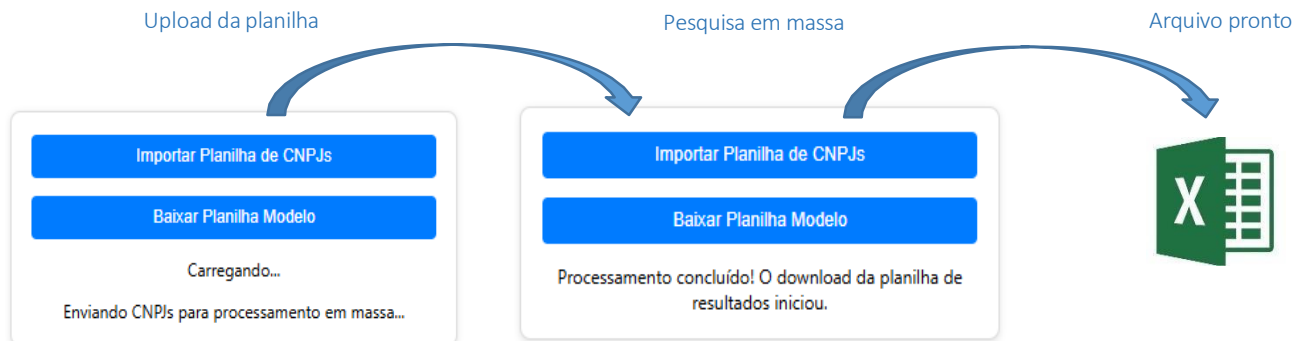 Upload da planilha
Pesquisa em massa
Arquivo pronto
Importar Planilha de CNPJs
Baixar Planilha Modelo
Carregando...
Enviando CNPJs para processamento em massa...
Importar Planilha de CNPJs
Baixar Planilha Modelo
Processamento concluído! O download da planilha de
resultados iniciou.
X